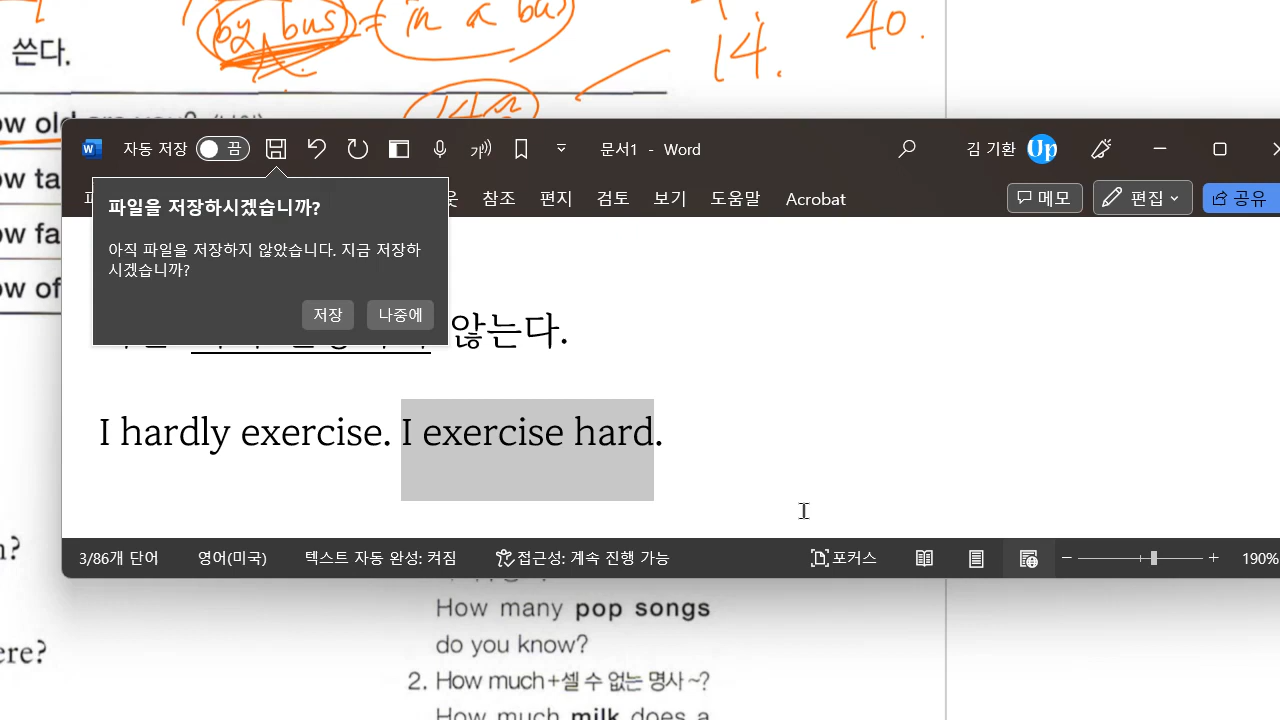 by bus = in a bus
쓴다.
14.
40.
How old are you?
자동 저장 끔 문서1 - Word 김 기환
참조 편지 검토 보기 도움말 Acrobat 메모 편집 공유
파일을 저장하시겠습니까?
아직 파일을 저장하지 않았습니다. 지금 저장하
시겠습니까?
저장 나중에
ow ta
ow fa
ow of
않는다.
I hardly exercise. I exercise hard.
3/86개 단어 영어(미국) 텍스트 자동 완성: 켜짐 접근성: 계속 진행 가능 포커스 190%
How many pop songs
do you know?
ere?
2. How much+셀 수 없는 명사 ~?
How much milk does a